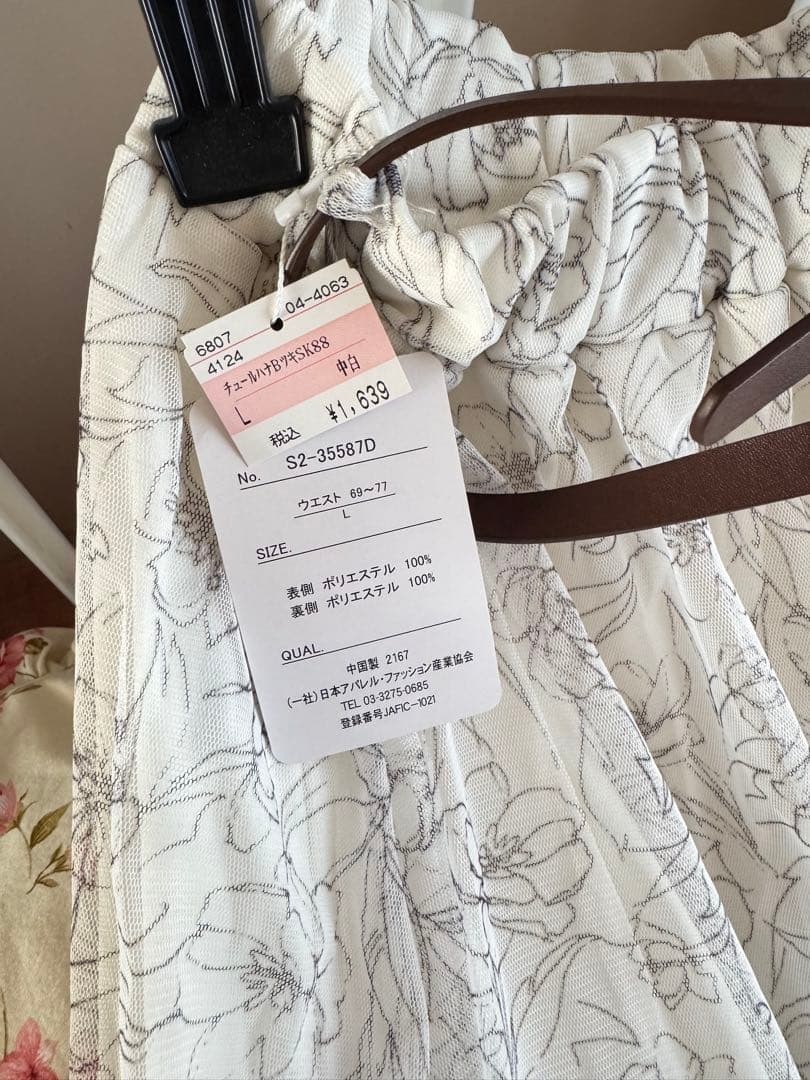 6807 04-4063
4124
チュールハナBツキSK88
L 中白
税込 ¥1,639
No. S2-35587D
ウエスト 69〜77
L
SIZE.
表側 ポリエステル 100%
裏側 ポリエステル 100%
QUAL.
中国製 2167
(一社)日本アパレル・ファッション産業協会
TEL 03-3275-0685
登録番号JAFIC-1021